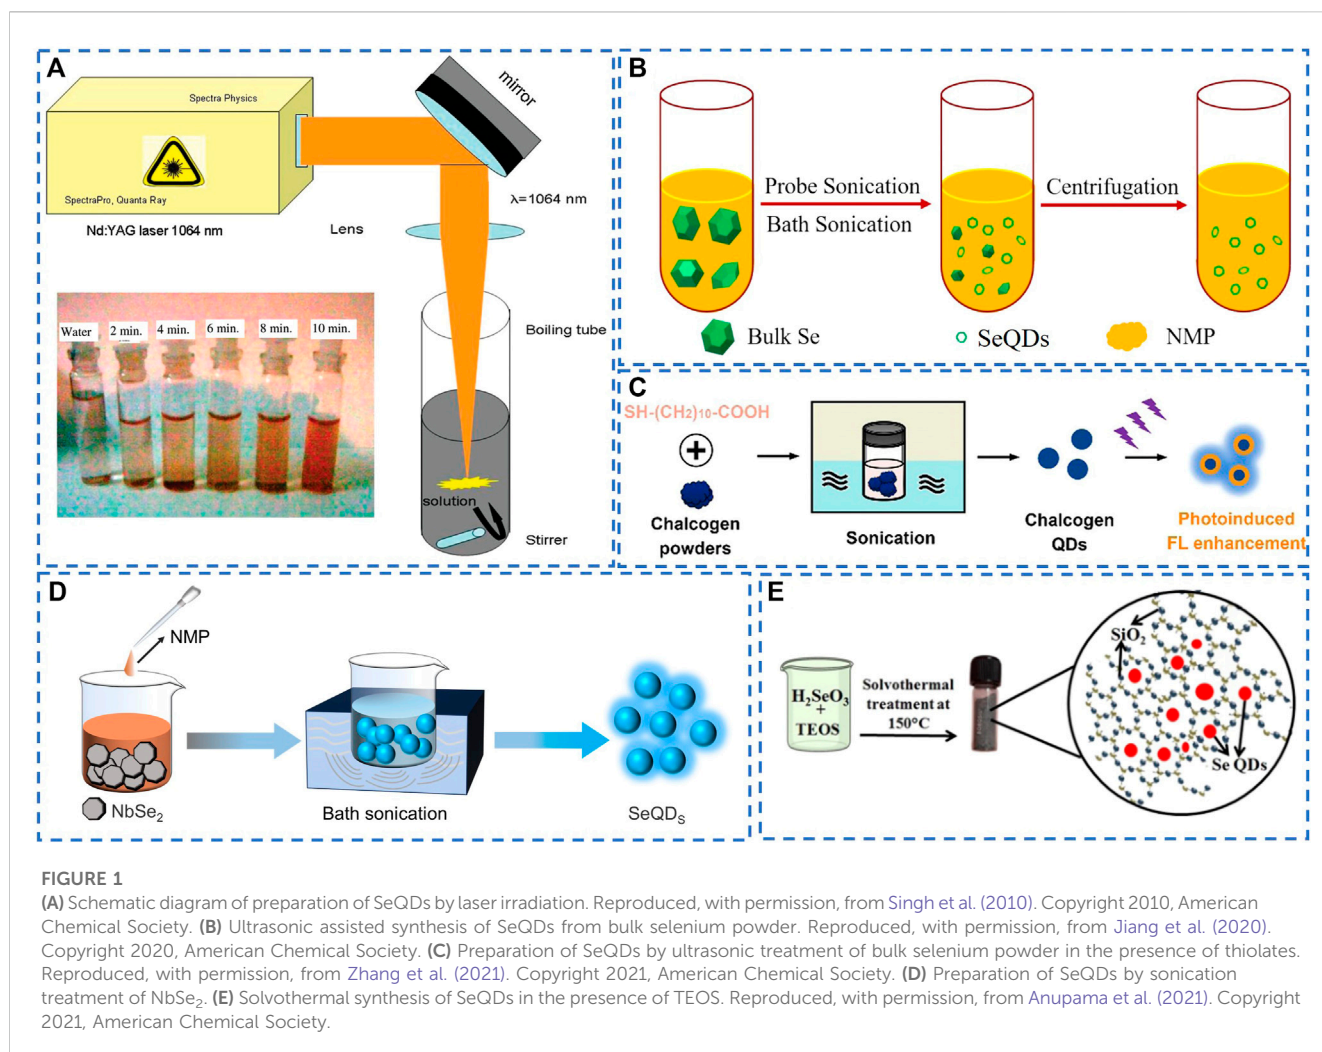 A
Spectra Physics
SpectraPro, Quanta Ray
Nd:YAG laser 1064 nm
mirror
λ=1064 nm
Lens
Boiling tube
solution
Stirrer
Water
2 min.
4 min.
6 min.
8 min.
10 min.
B
Probe Sonication
Bath Sonication
Centrifugation
Bulk Se
SeQDs
NMP
C
SH-(CH2)10-COOH
+
Chalcogen
powders
Sonication
Chalcogen
QDs
Photoinduced
FL enhancement
D
NMP
NbSe2
Bath sonication
SeQDS
E
H2SeO3
+
TEOS
Solvothermal
treatment at
150°C
SiO2
Se QDs
FIGURE 1
(A) Schematic diagram of preparation of SeQDs by laser irradiation. Reproduced, with permission, from Singh et al. (2010). Copyright 2010, American
Chemical Society. (B) Ultrasonic assisted synthesis of SeQDs from bulk selenium powder. Reproduced, with permission, from Jiang et al. (2020).
Copyright 2020, American Chemical Society. (C) Preparation of SeQDs by ultrasonic treatment of bulk selenium powder in the presence of thiolates.
Reproduced, with permission, from Zhang et al. (2021). Copyright 2021, American Chemical Society. (D) Preparation of SeQDs by sonication
treatment of NbSe2. (E) Solvothermal synthesis of SeQDs in the presence of TEOS. Reproduced, with permission, from Anupama et al. (2021). Copyright
2021, American Chemical Society.